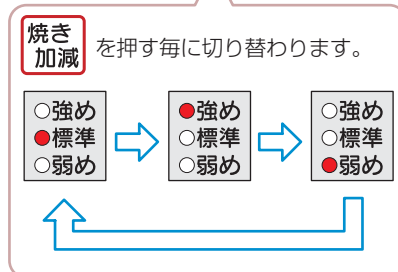 焼き
加減
を押す毎に切り替わります。
○強め
●標準
○弱め
●強め
○標準
○弱め
○強め
○標準
●弱め